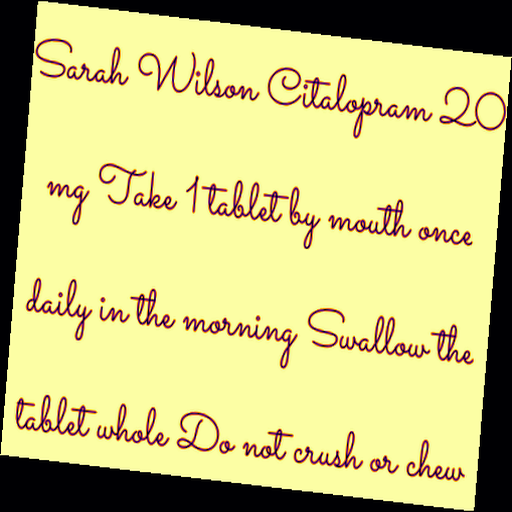 Sarah Wilson Citalopram 20
mg Take 1 tablet by mouth once
daily in the morning Swallow the
tablet whole Do not crush or chew